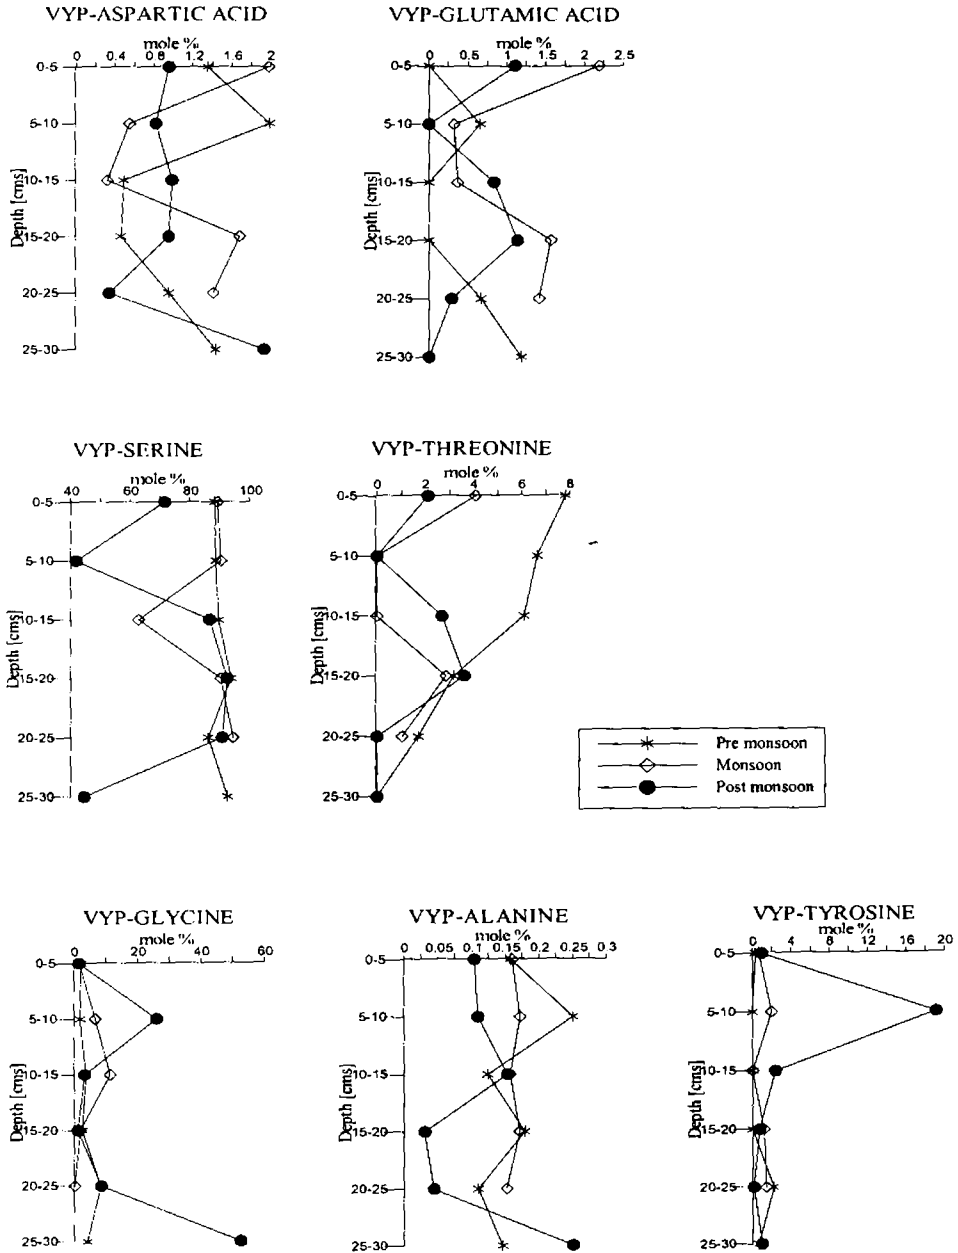 VYP-ASPARTIC ACID
mole %
0 0.4 0.8 1.2 1.6 2
0-5
5-10
10-15
15-20
20-25
25-30
Depth [cms]
VYP-GLUTAMIC ACID
mole %
0 0.5 1 1.5 2 2.5
0-5
5-10
10-15
15-20
20-25
25-30
Depth [cms]
VYP-SERINE
mole %
40 60 80 100
0-5
5-10
10-15
15-20
20-25
25-30
Depth [cms]
VYP-THREONINE
mole %
0 2 4 6 8
0-5
5-10
10-15
15-20
20-25
25-30
Depth [cms]
Pre monsoon
Monsoon
Post monsoon
VYP-GLYCINE
mole %
0 20 40 60
0-5
5-10
10-15
15-20
20-25
25-30
Depth [cms]
VYP-ALANINE
mole %
0 0.05 0.1 0.15 0.2 0.25 0.3
0-5
5-10
10-15
15-20
20-25
25-30
Depth [cms]
VYP-TYROSINE
mole %
0 4 8 12 16 20
0-5
5-10
10-15
15-20
20-25
25-30
Depth [cms]